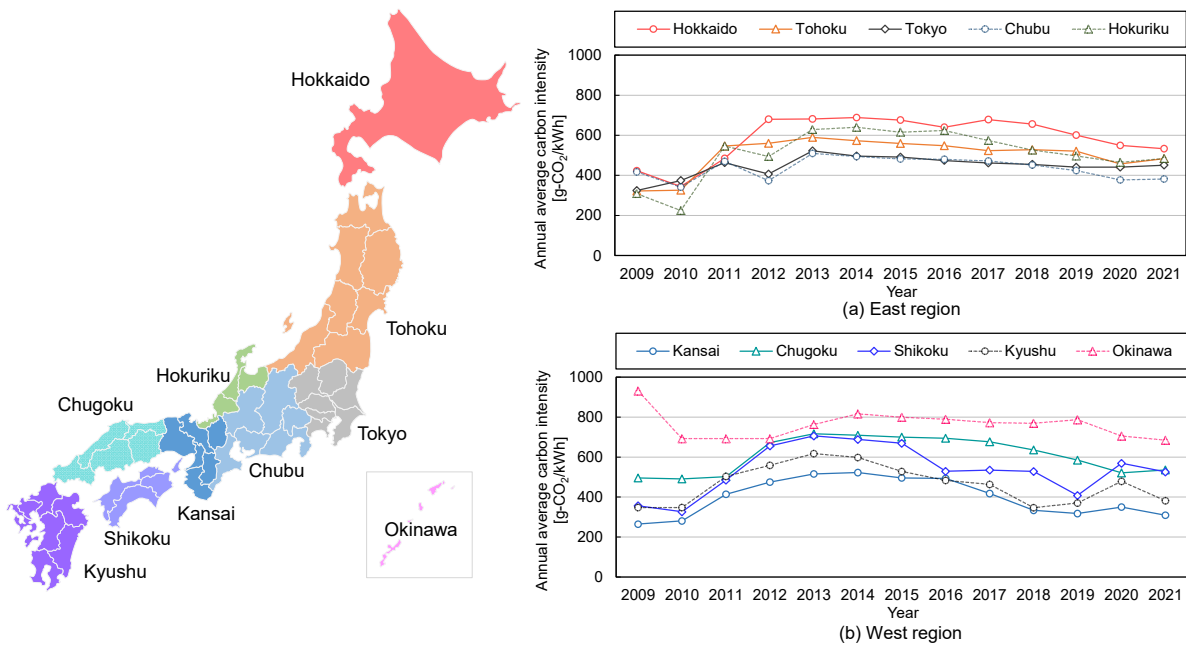 Hokkaido
Tohoku
Hokuriku
Chugoku
Tokyo
Chubu
Kansai
Okinawa
Shikoku
Kyushu
Hokkaido Tohoku Tokyo Chubu Hokuriku
Annual average carbon intensity
[g-CO₂/kWh]
1000
800
600
400
200
0
2009 2010 2011 2012 2013 2014 2015 2016 2017 2018 2019 2020 2021
Year
(a) East region
Kansai Chugoku Shikoku Kyushu Okinawa
Annual average carbon intensity
[g-CO₂/kWh]
1000
800
600
400
200
0
2009 2010 2011 2012 2013 2014 2015 2016 2017 2018 2019 2020 2021
Year
(b) West region